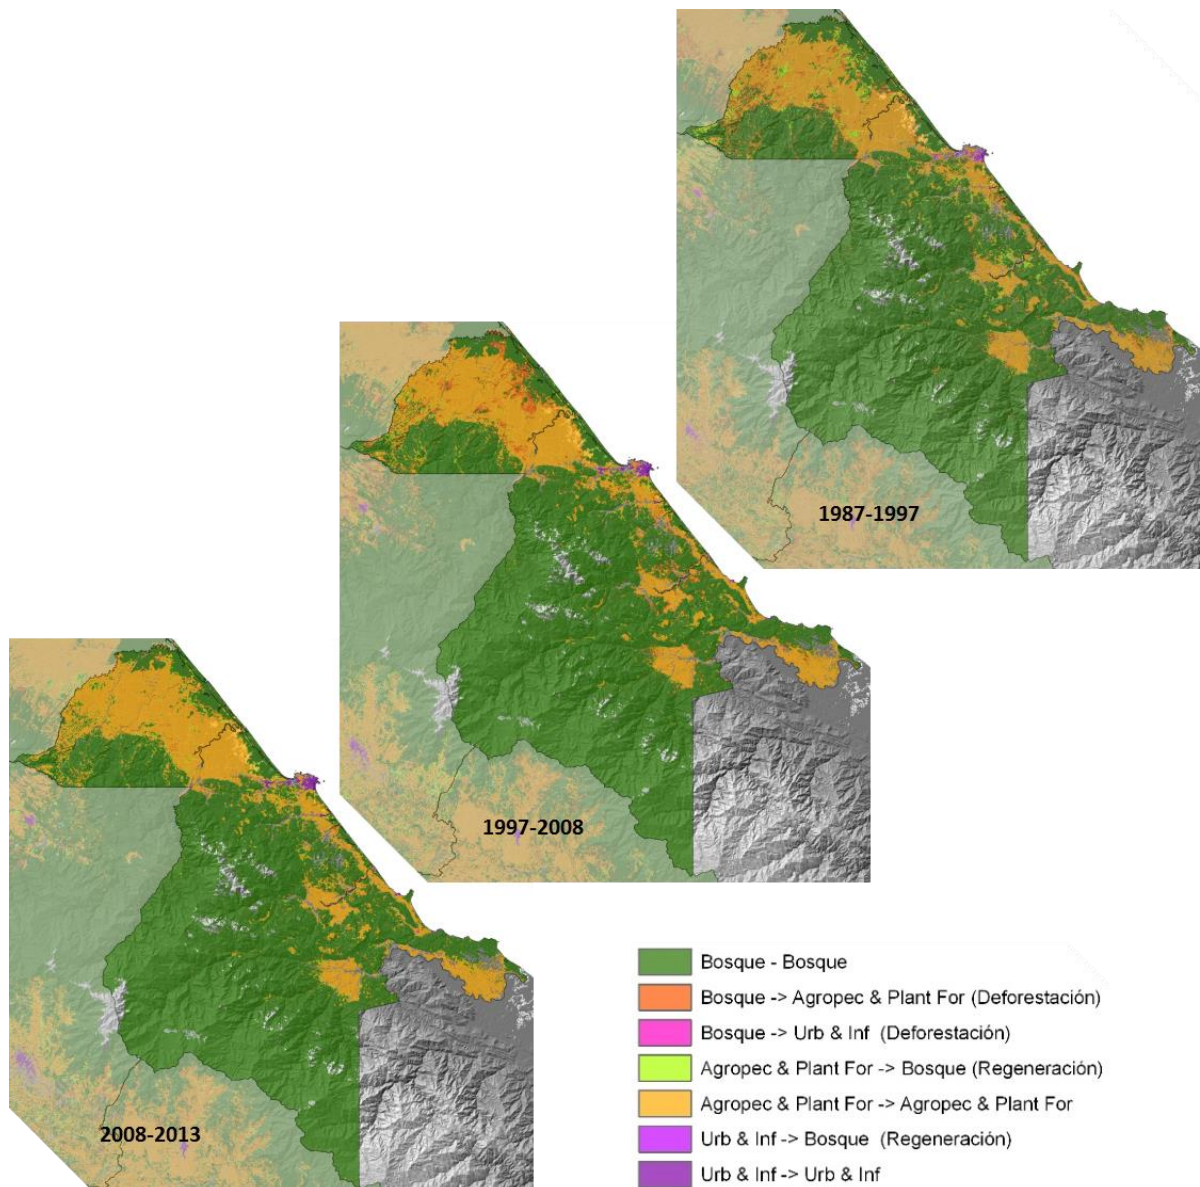 1987-1997
1997-2008
2008-2013
Bosque - Bosque
Bosque -> Agropec & Plant For (Deforestación)
Bosque -> Urb & Inf  (Deforestación)
Agropec & Plant For -> Bosque (Regeneración)
Agropec & Plant For -> Agropec & Plant For
Urb & Inf -> Bosque  (Regeneración)
Urb & Inf -> Urb & Inf